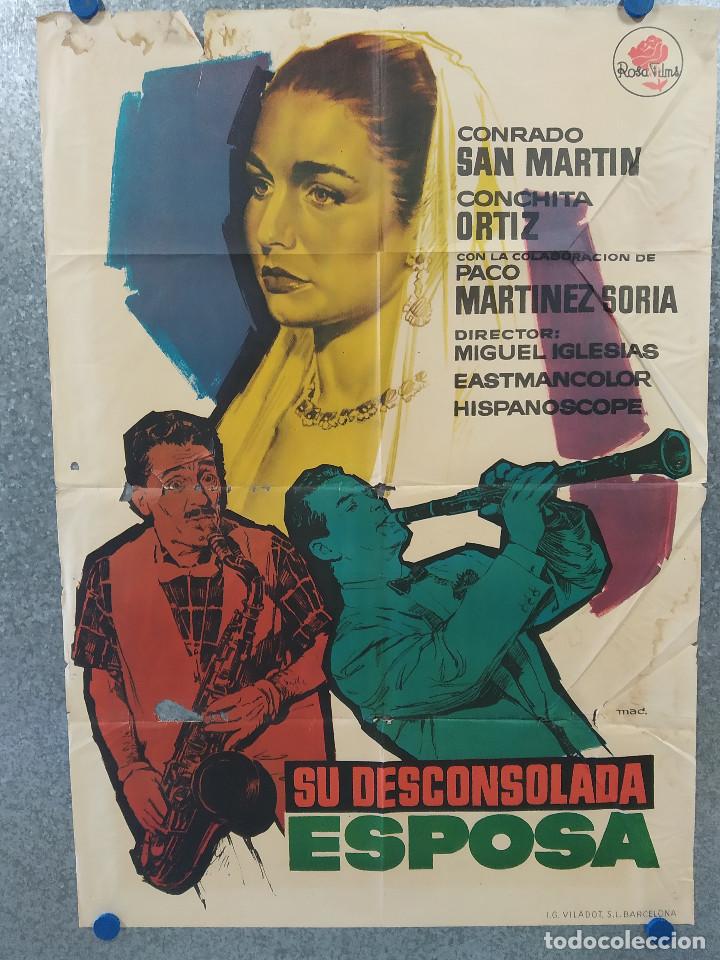 Rosa Films
CONRADO
SAN MARTIN
CONCHITA
ORTIZ
CON LA COLABORACION DE
PACO
MARTINEZ SORIA
DIRECTOR:
MIGUEL IGLESIAS
EASTMANCOLOR
HISPANOSCOPE
mac.
SU DESCONSOLADA
ESPOSA
I.G. VILADOT, S.L. BARCELONA
todocoleccion